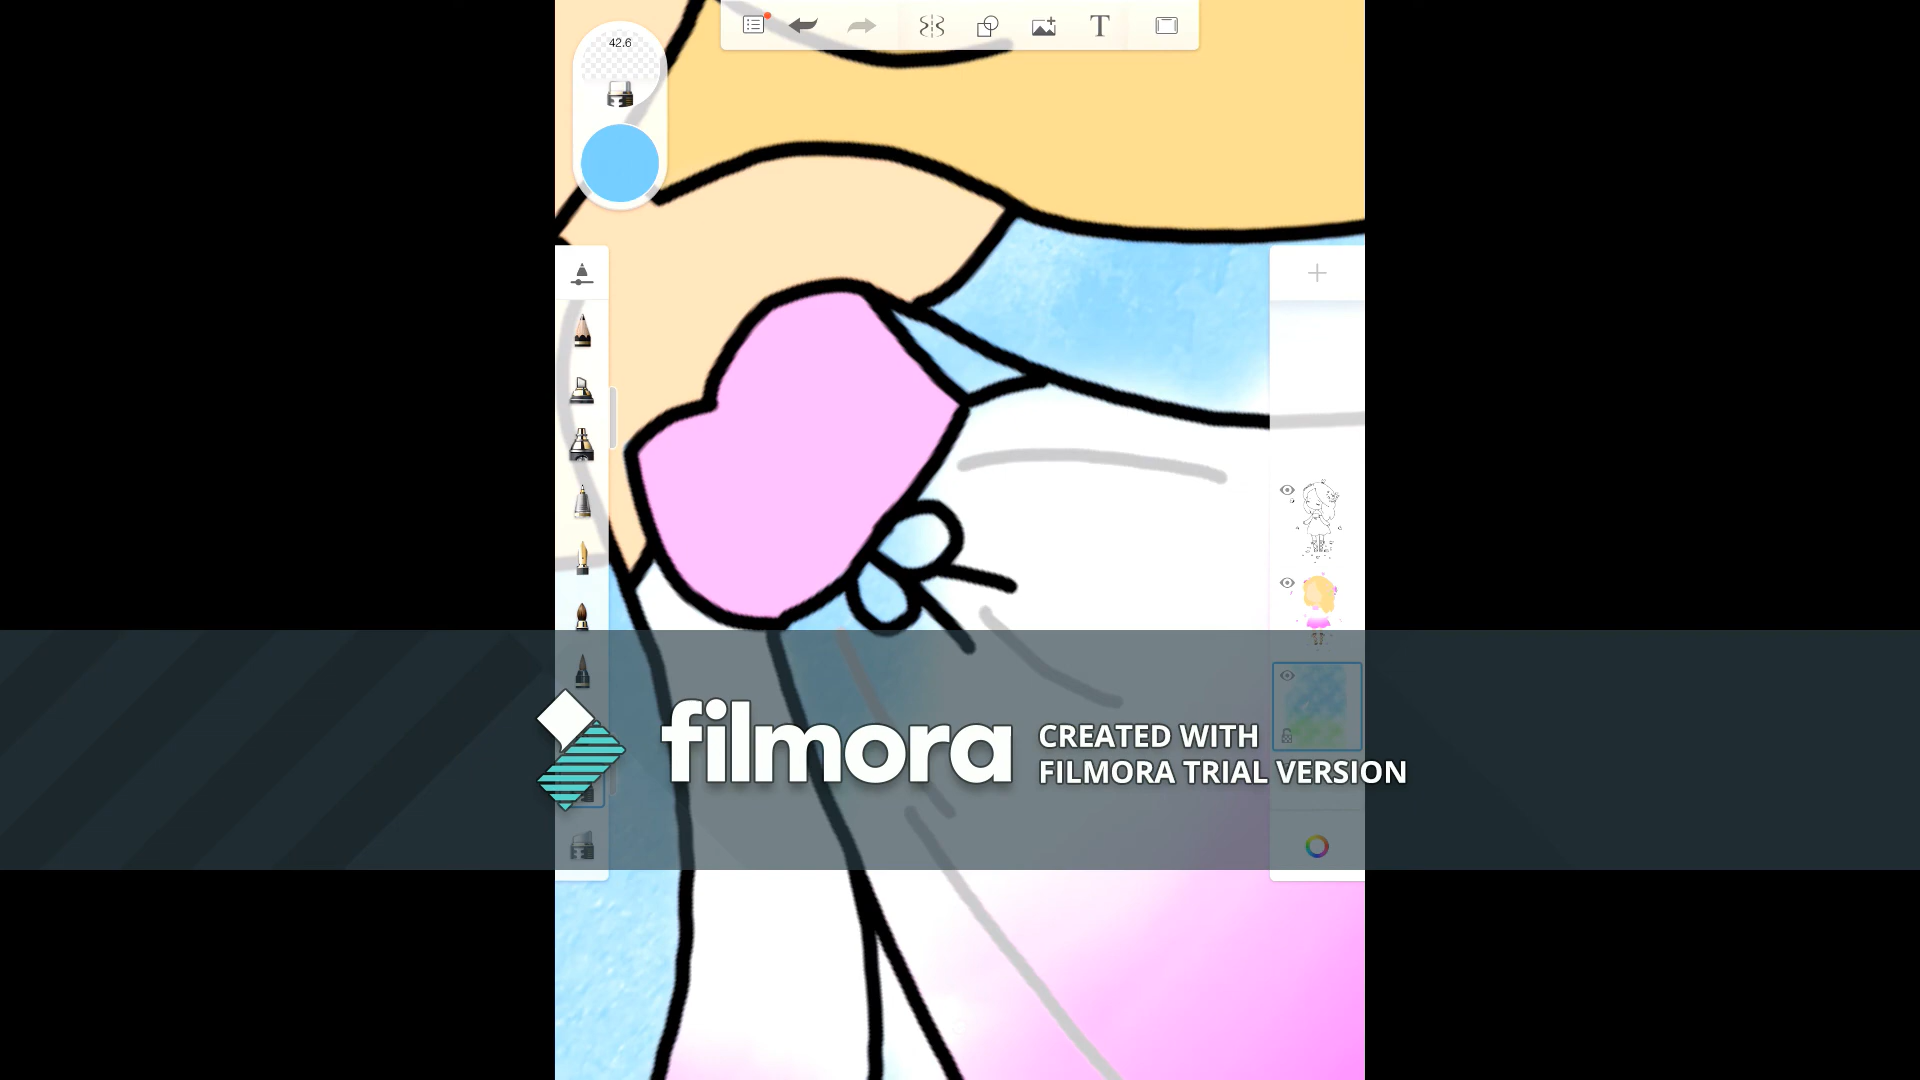 42.6
T
filmora
CREATED WITH
FILMORA TRIAL VERSION